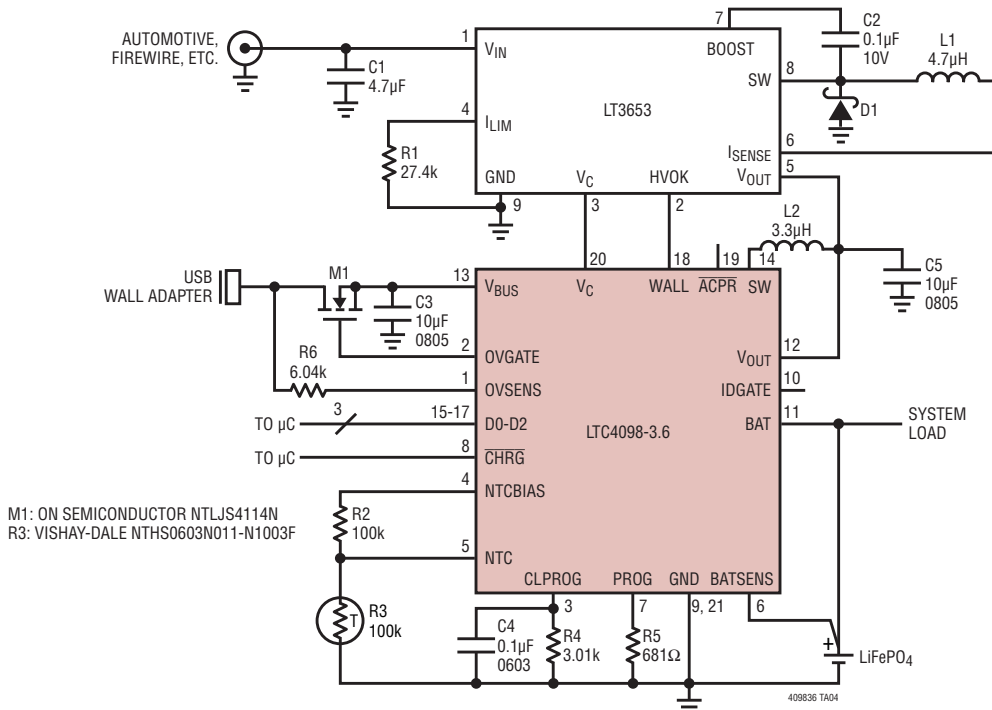 AUTOMOTIVE,
FIREWIRE, ETC.
C1
4.7µF
1
VIN
7
BOOST
C2
0.1µF
10V
L1
4.7µH
SW
8
D1
LT3653
4
ILIM
R1
27.4k
ISENSE
6
VOUT
5
GND
9
VC
3
HVOK
2
L2
3.3µH
USB
WALL ADAPTER
M1
C3
10µF
0805
13
VBUS
20
VC
18
WALL
19
ACPR
14
SW
C5
10µF
0805
2
OVGATE
VOUT
12
R6
6.04k
1
OVSENS
IDGATE
10
TO µC
3
15-17
D0-D2
LTC4098-3.6
BAT
11
SYSTEM
LOAD
TO µC
8
CHRG
4
NTCBIAS
M1: ON SEMICONDUCTOR NTLJS4114N
R3: VISHAY-DALE NTHS0603N011-N1003F
R2
100k
5
NTC
T
R3
100k
CLPROG
3
PROG
7
GND
9, 21
BATSENS
6
C4
0.1µF
0603
R4
3.01k
R5
681Ω
+
LiFePO4
409836 TA04